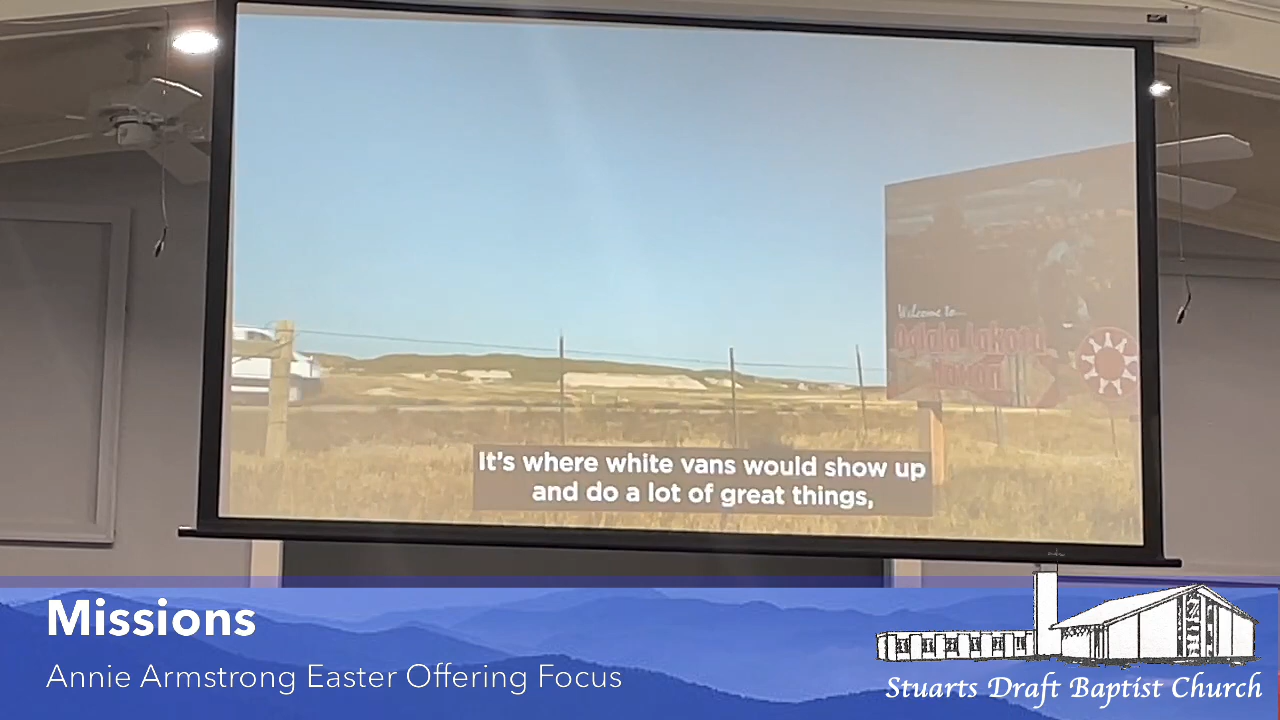 Welcome to...
Oglala Lakota
Nation
It's where white vans would show up
and do a lot of great things,
Missions
Annie Armstrong Easter Offering Focus
Stuarts Draft Baptist Church